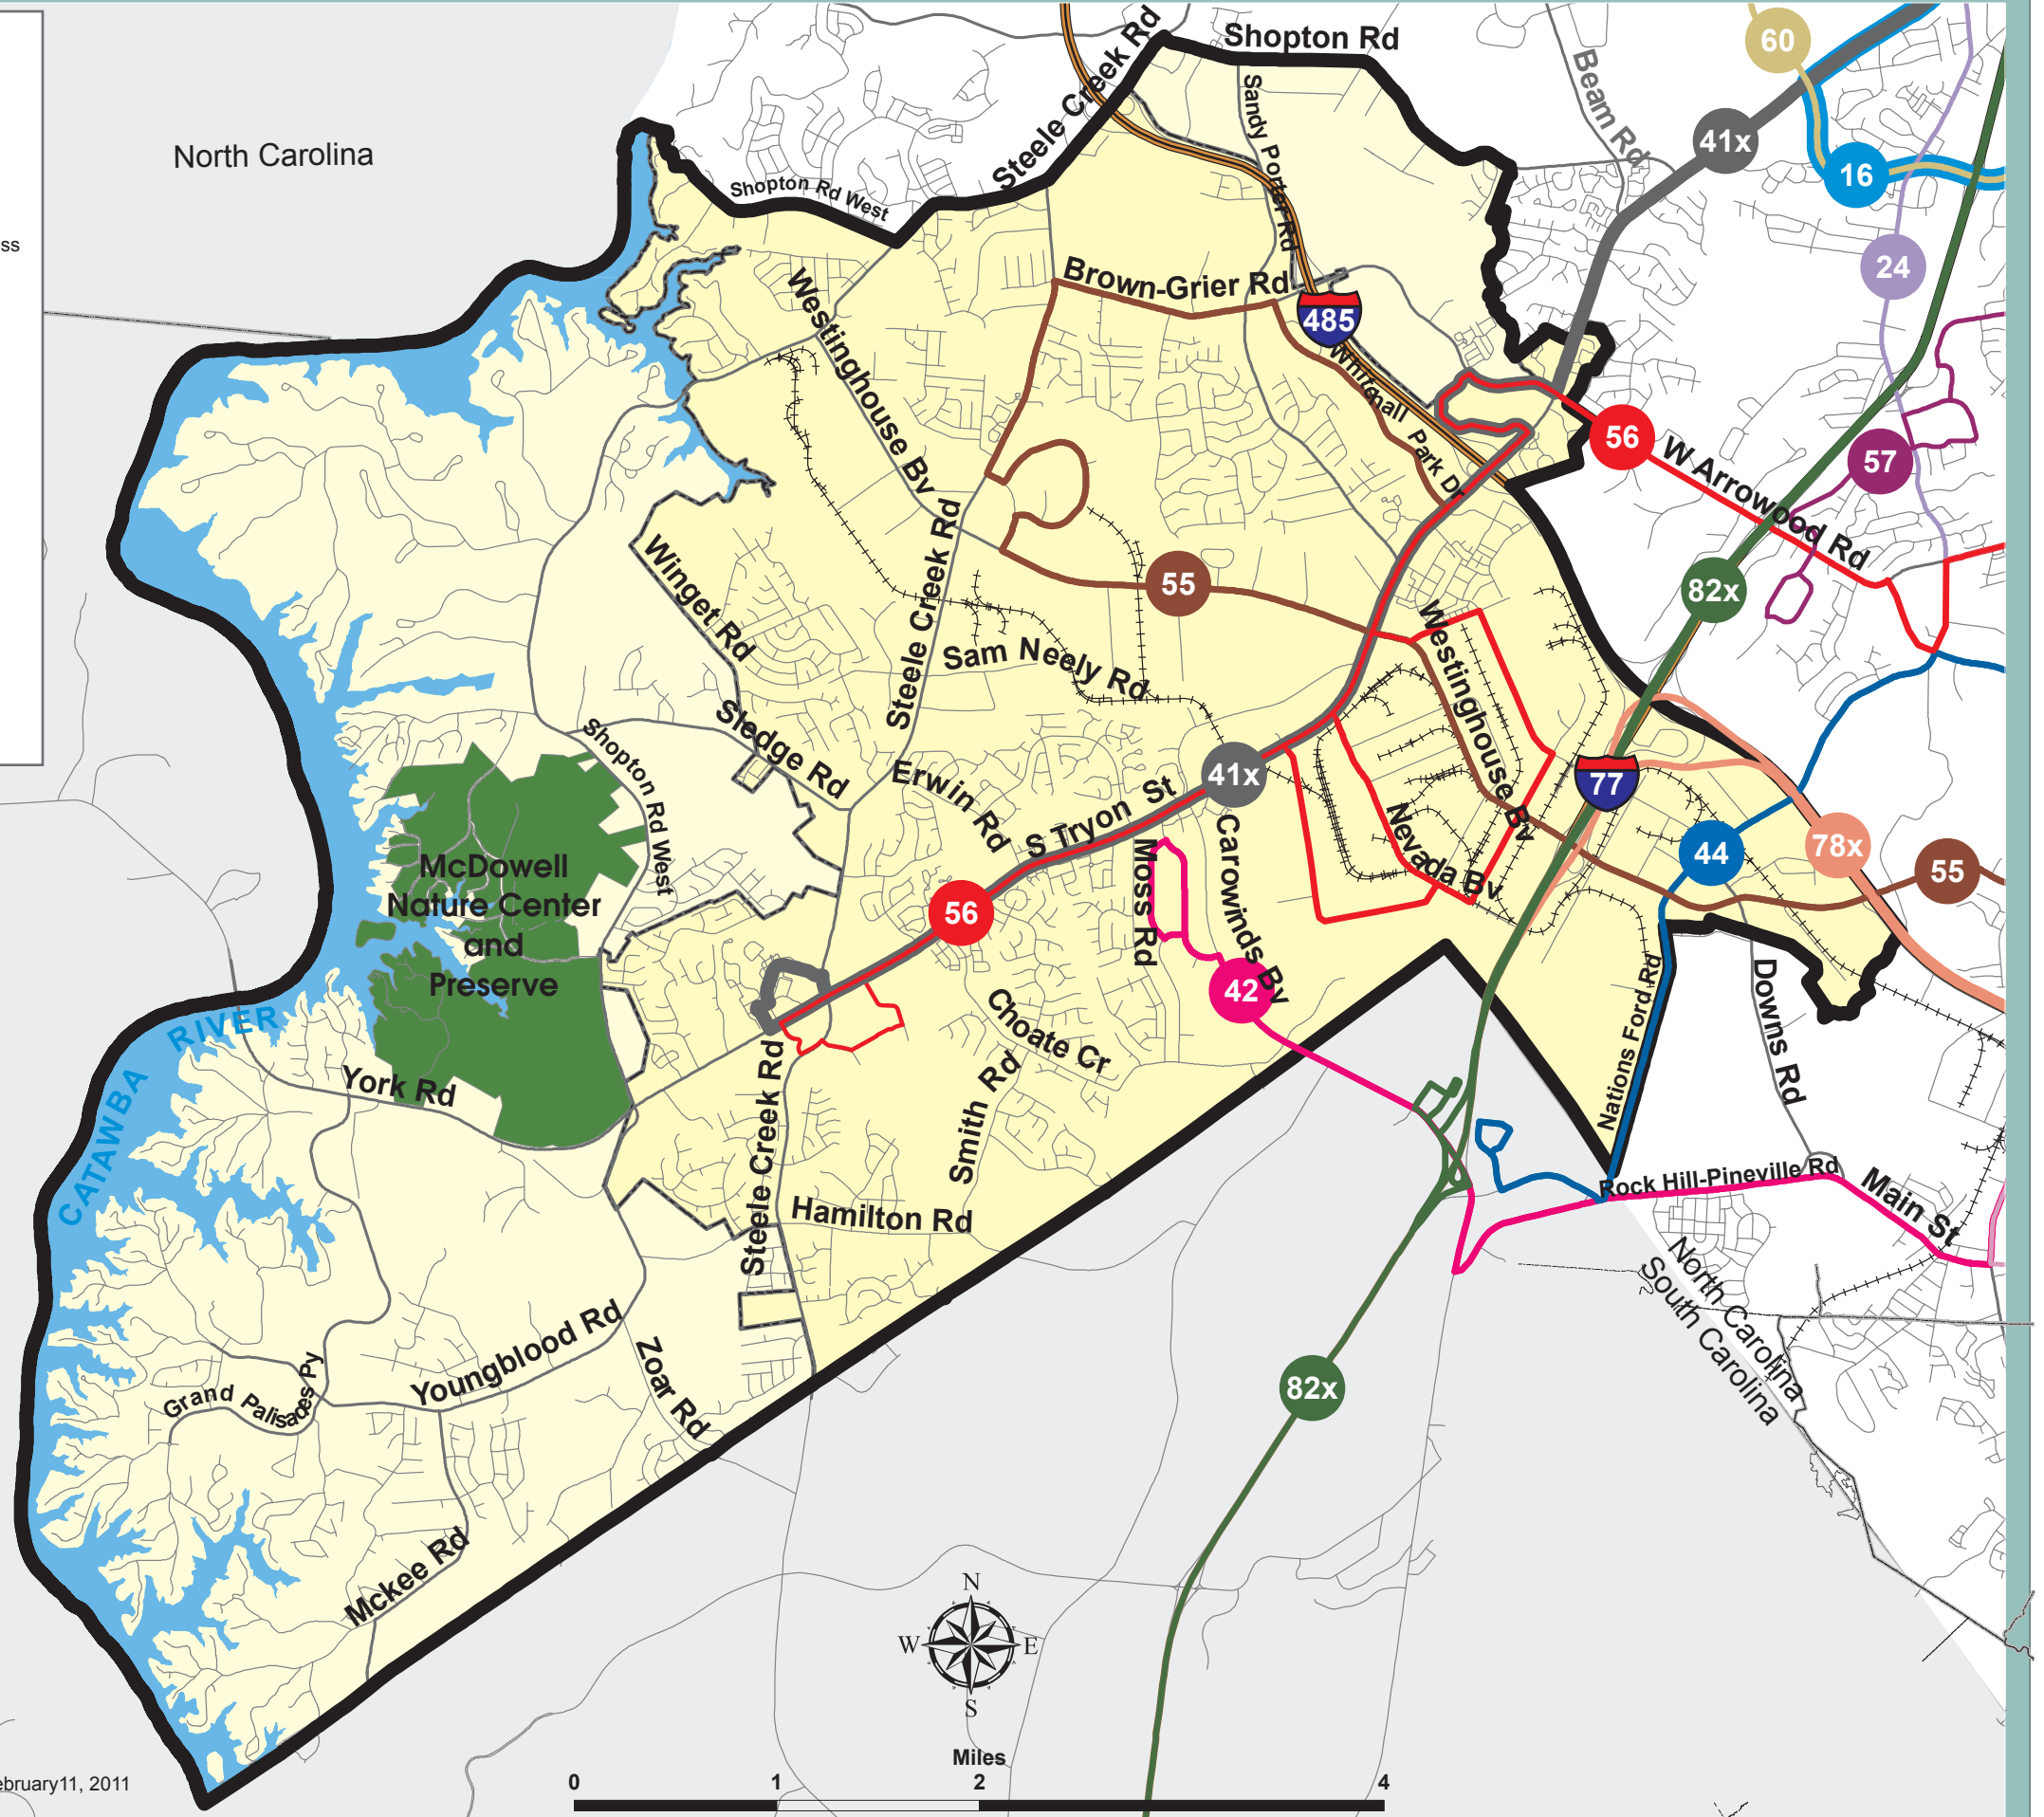 Shopton Rd
Steele Creek Rd
Beam Rd
60
41x
16
North Carolina
Sandy Porter Rd
Shopton Rd West
ss
24
Westinghouse Bv
Brown-Grier Rd
485
Whitehall Park Dr
56
57
W Arrowood Rd
Steele Creek Rd
Winget Rd
55
82x
Sam Neely Rd
Westinghouse Bv
Sledge Rd
Shopton Rd West
Erwin Rd
S Tryon St
41x
77
Nevada Bv
Moss Rd
Carowinds Bv
44
78x
55
McDowell
Nature Center
and
Preserve
56
42
Choate Cr
Nations Ford Rd
Downs Rd
CATAWBA RIVER
York Rd
Steele Creek Rd
Smith Rd
Hamilton Rd
Rock Hill-Pineville Rd
Main St
North Carolina
South Carolina
Youngblood Rd
Zoar Rd
Grand Palisades Py
82x
Mckee Rd
N
W
E
S
Miles
0
1
2
4
ebruary11, 2011